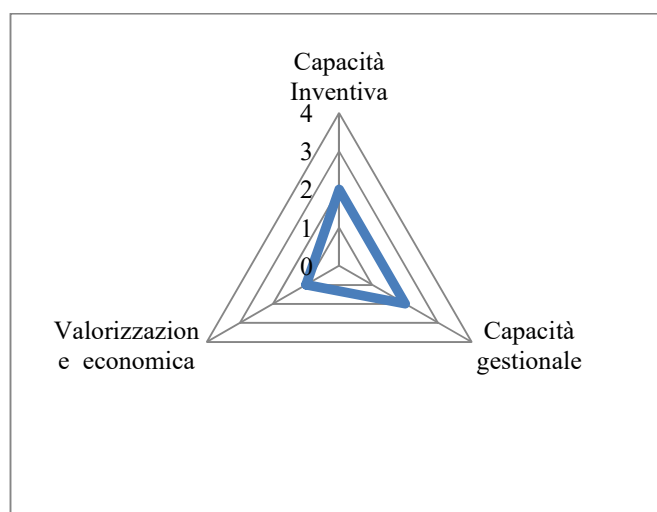 Capacità
Inventiva
4
3
2
1
0
Valorizzazion
e economica
Capacità
gestionale